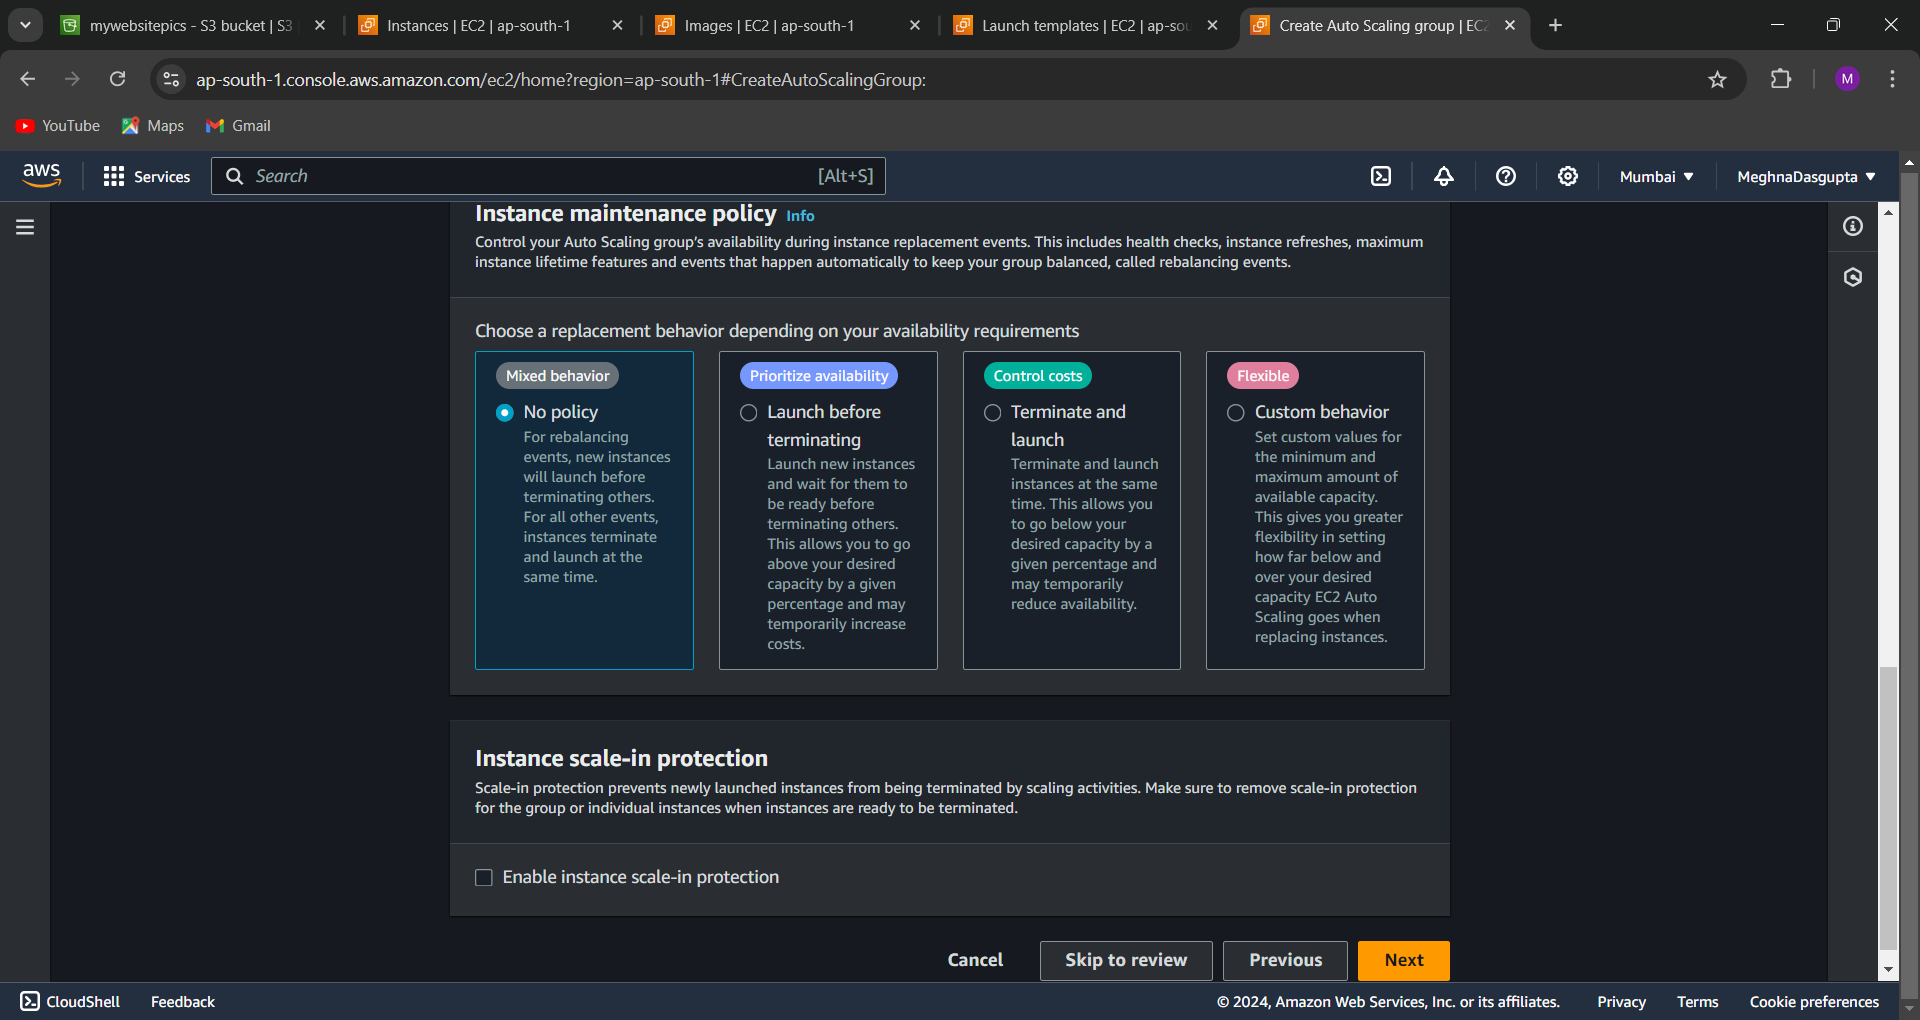 mywebsitepics - S3 bucket | S3
Instances | EC2 | ap-south-1
Images | EC2 | ap-south-1
Launch templates | EC2 | ap-sou
Create Auto Scaling group | EC2
ap-south-1.console.aws.amazon.com/ec2/home?region=ap-south-1#CreateAutoScalingGroup:
M
YouTube
Maps
Gmail
aws
Services
Search
[Alt+S]
Mumbai
MeghnaDasgupta
Instance maintenance policy Info
Control your Auto Scaling group's availability during instance replacement events. This includes health checks, instance refreshes, maximum
instance lifetime features and events that happen automatically to keep your group balanced, called rebalancing events.
Choose a replacement behavior depending on your availability requirements
Mixed behavior
No policy
For rebalancing
events, new instances
will launch before
terminating others.
For all other events,
instances terminate
and launch at the
same time.
Prioritize availability
Launch before
terminating
Launch new instances
and wait for them to
be ready before
terminating others.
This allows you to go
above your desired
capacity by a given
percentage and may
temporarily increase
costs.
Control costs
Terminate and
launch
Terminate and launch
instances at the same
time. This allows you
to go below your
desired capacity by a
given percentage and
may temporarily
reduce availability.
Flexible
Custom behavior
Set custom values for
the minimum and
maximum amount of
available capacity.
This gives you greater
flexibility in setting
how far below and
over your desired
capacity EC2 Auto
Scaling goes when
replacing instances.
Instance scale-in protection
Scale-in protection prevents newly launched instances from being terminated by scaling activities. Make sure to remove scale-in protection
for the group or individual instances when instances are ready to be terminated.
Enable instance scale-in protection
Cancel
Skip to review
Previous
Next
CloudShell
Feedback
© 2024, Amazon Web Services, Inc. or its affiliates.
Privacy
Terms
Cookie preferences